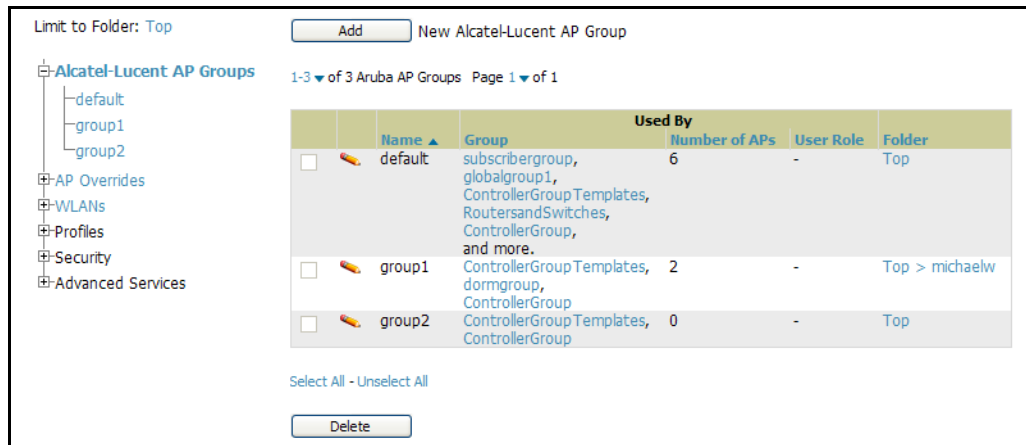 Limit to Folder: Top
Alcatel-Lucent AP Groups
default
group1
group2
AP Overrides
WLANs
Profiles
Security
Advanced Services
Add New Alcatel-Lucent AP Group
1-3 of 3 Aruba AP Groups Page 1 of 1
Used By
Name Group Number of APs User Role Folder
default subscribergroup, 6 - Top
globalgroup1,
ControllerGroupTemplates,
RoutersandSwitches,
ControllerGroup,
and more.
group1 ControllerGroupTemplates, 2 - Top > michaelw
dormgroup,
ControllerGroup
group2 ControllerGroupTemplates, 0 - Top
ControllerGroup
Select All - Unselect All
Delete